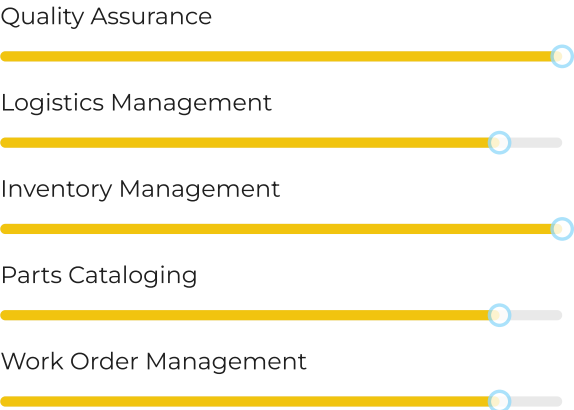 Quality Assurance
Logistics Management
Inventory Management
Parts Cataloging
Work Order Management